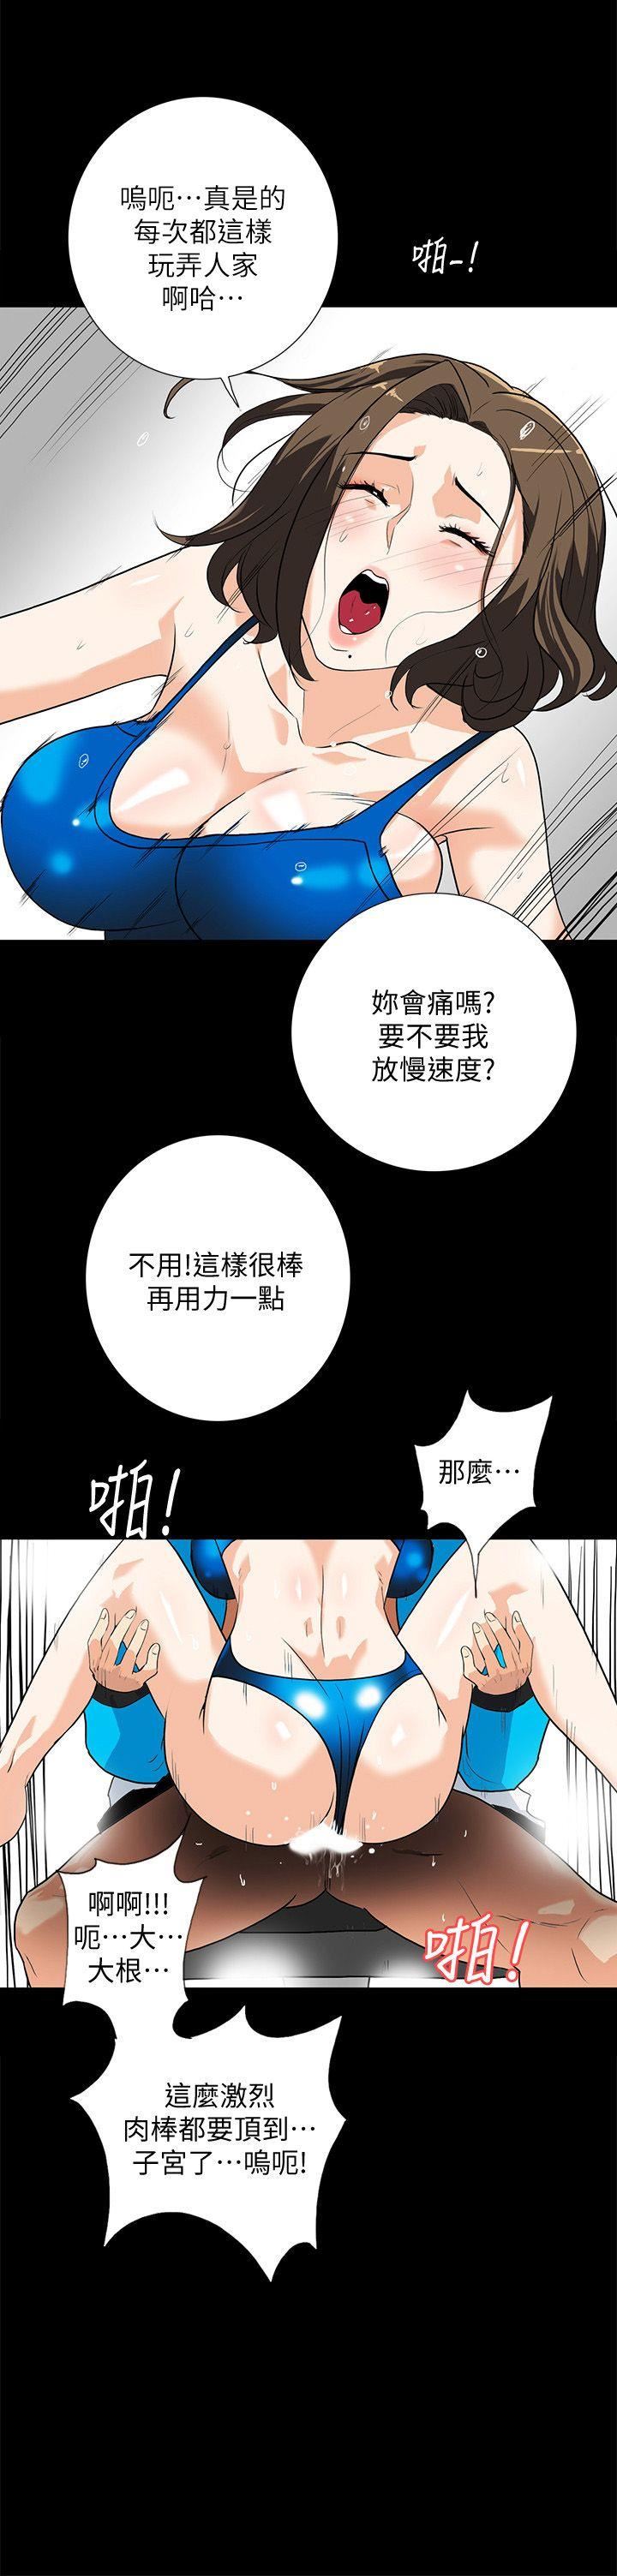 嗚呃…真是的
每次都這樣
玩弄人家
啊哈…
啪-!
妳會痛嗎?
要不要我
放慢速度?
不用!這樣很棒
再用力一點
那麼…
啪!
啊啊!!!
呃…大…
大根…
啪!
這麼激烈
肉棒都要頂到…
子宮了…嗚呃!